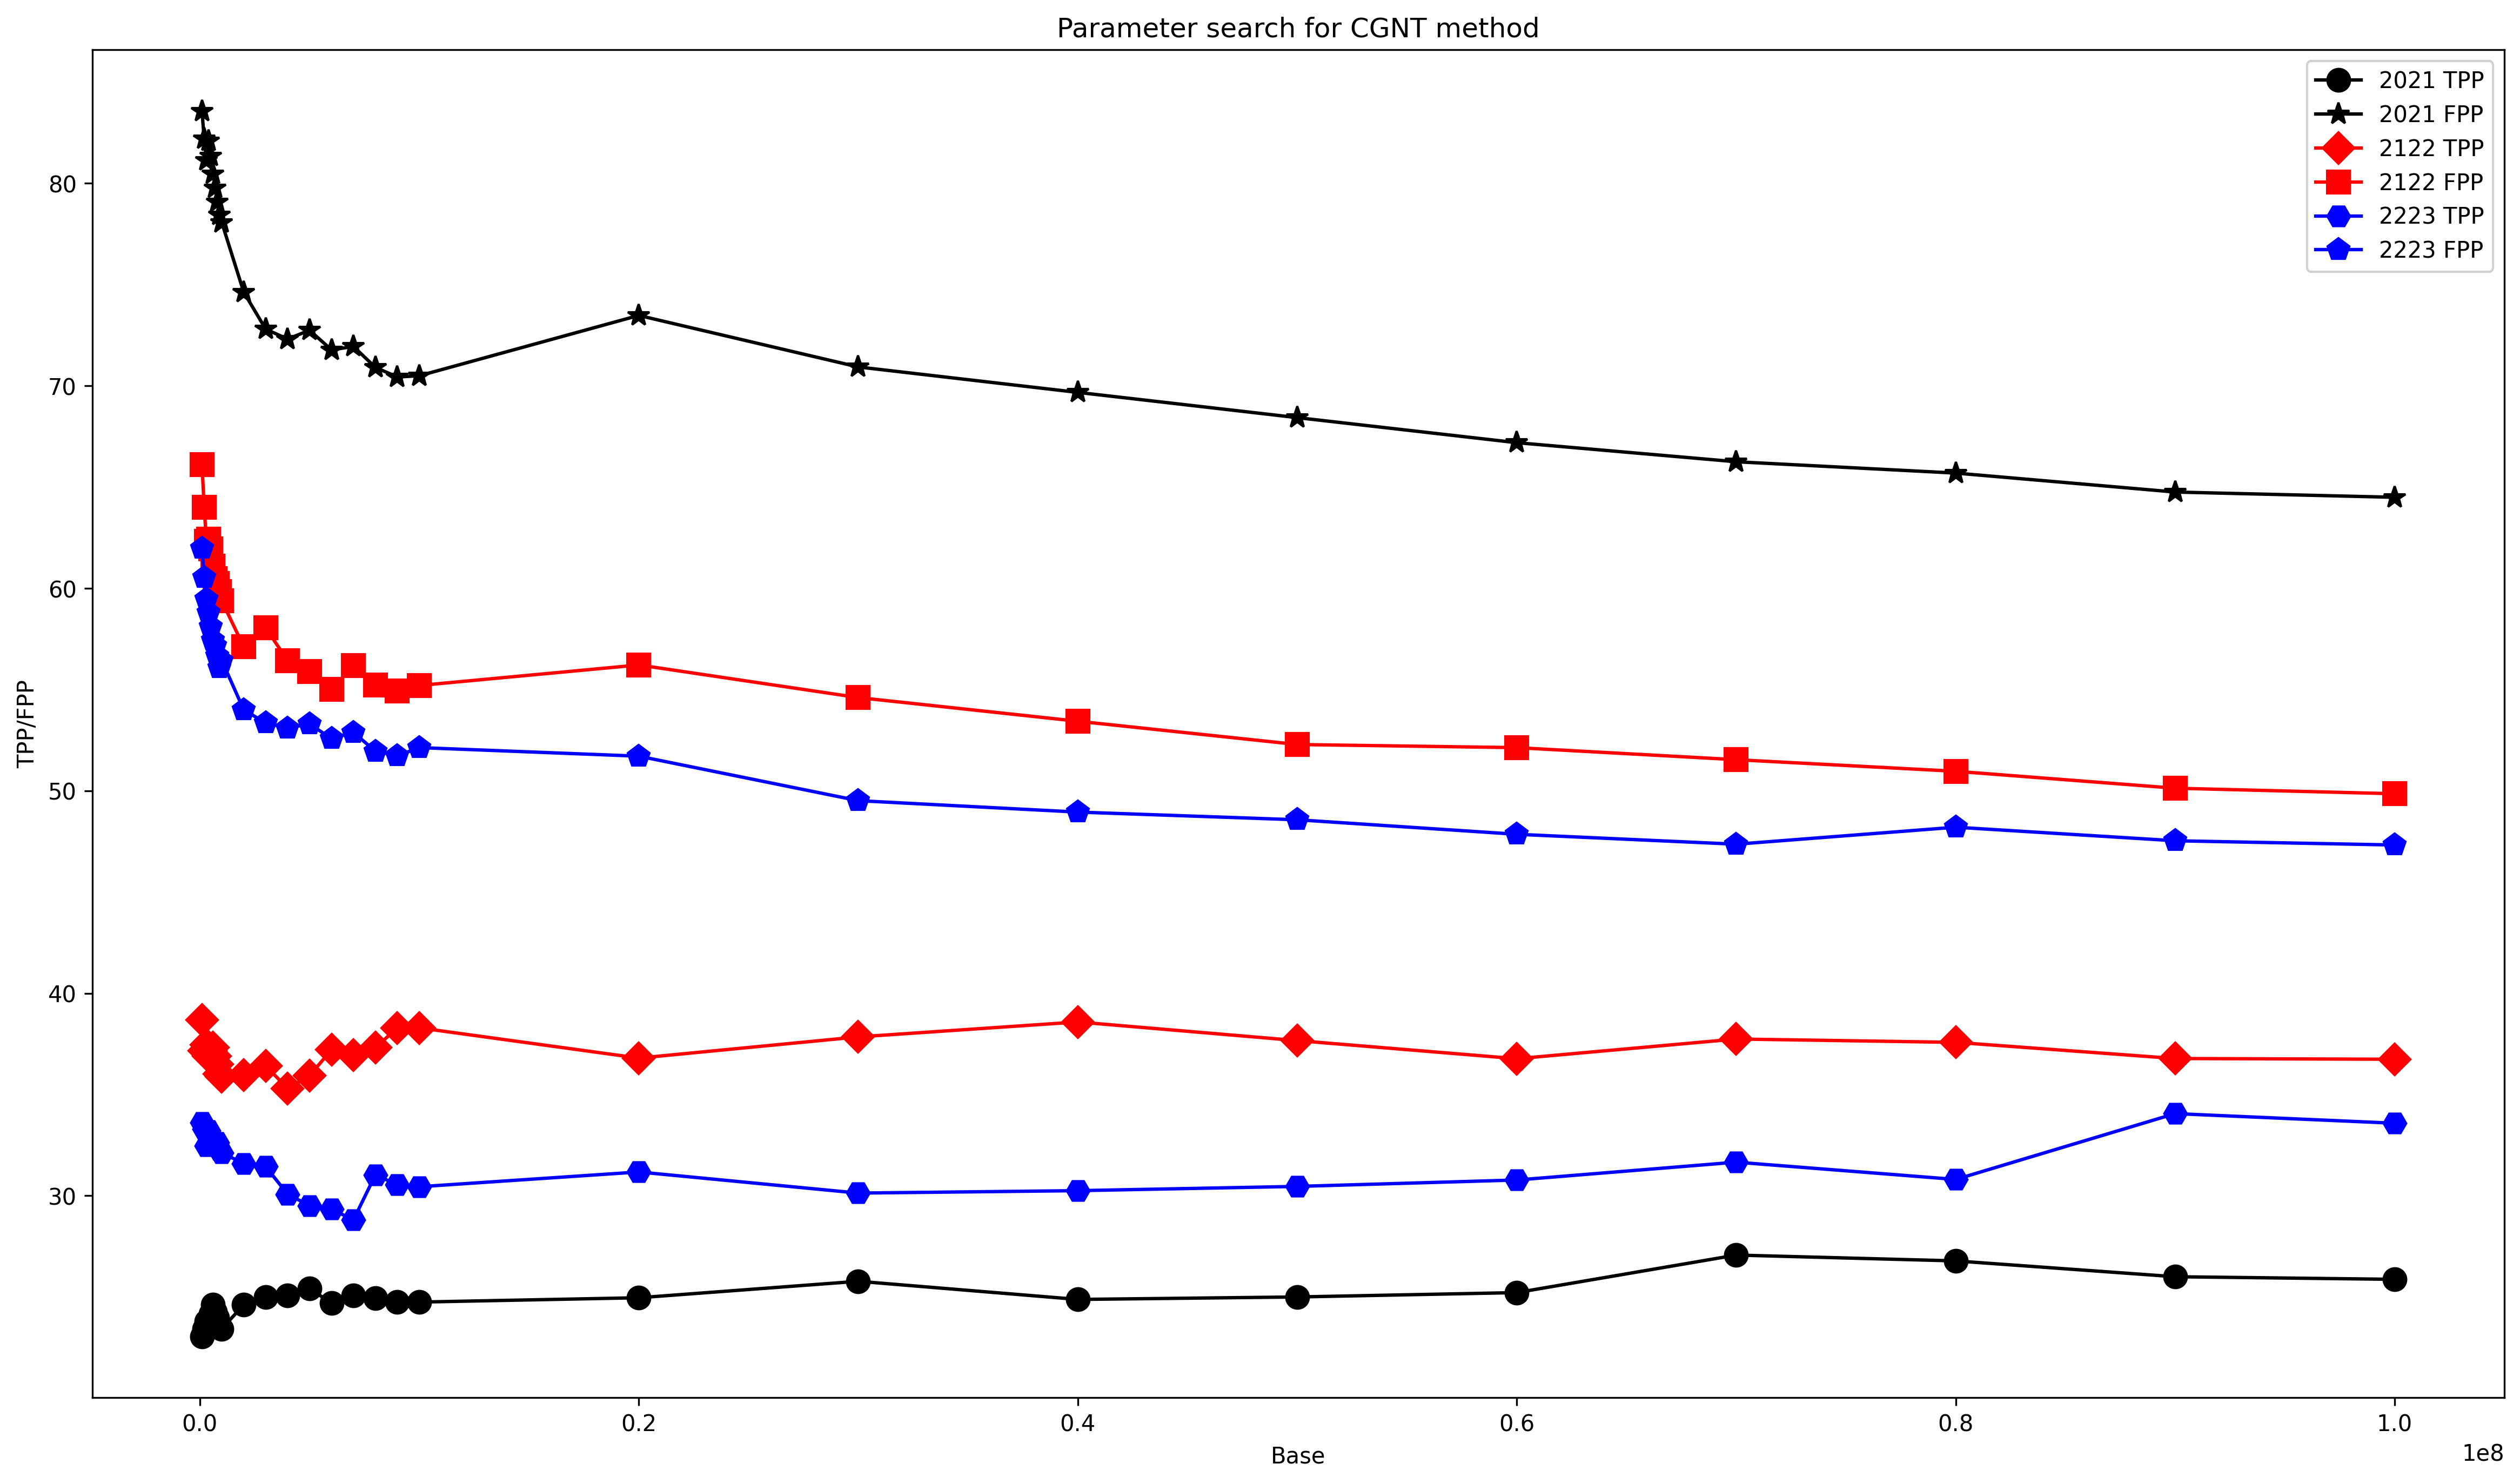 Parameter search for CGNT method
2021 TPP
2021 FPP
2122 TPP
2122 FPP
2223 TPP
2223 FPP
80
70
60
50
40
30
TPP/FPP
0.0
0.2
0.4
0.6
0.8
1.0
Base
1e8